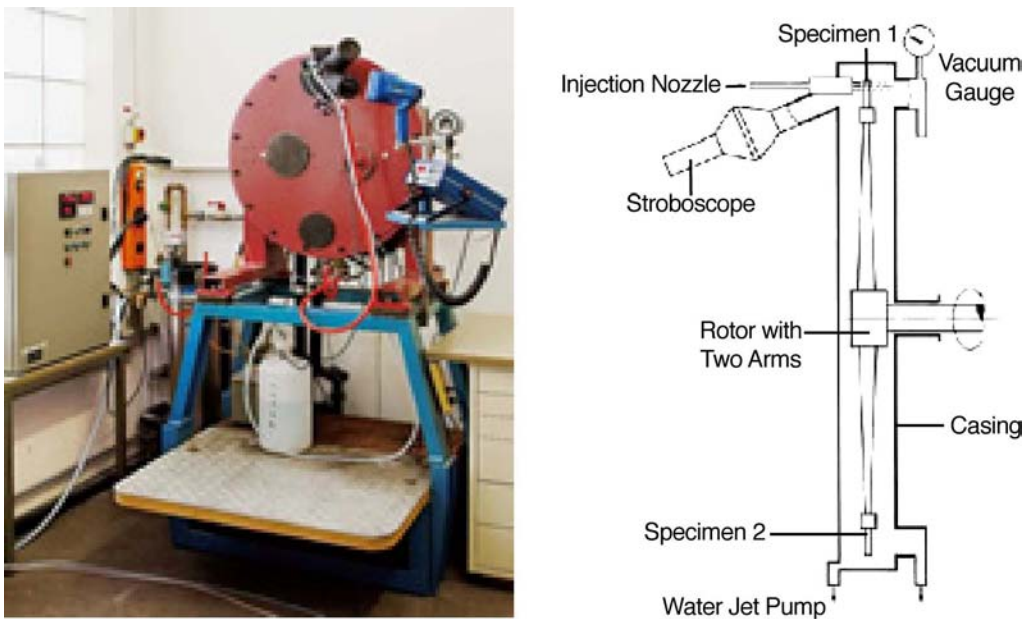 Specimen 1
Injection Nozzle
Vacuum
Gauge
Stroboscope
Rotor with
Two Arms
Casing
Specimen 2
Water Jet Pump